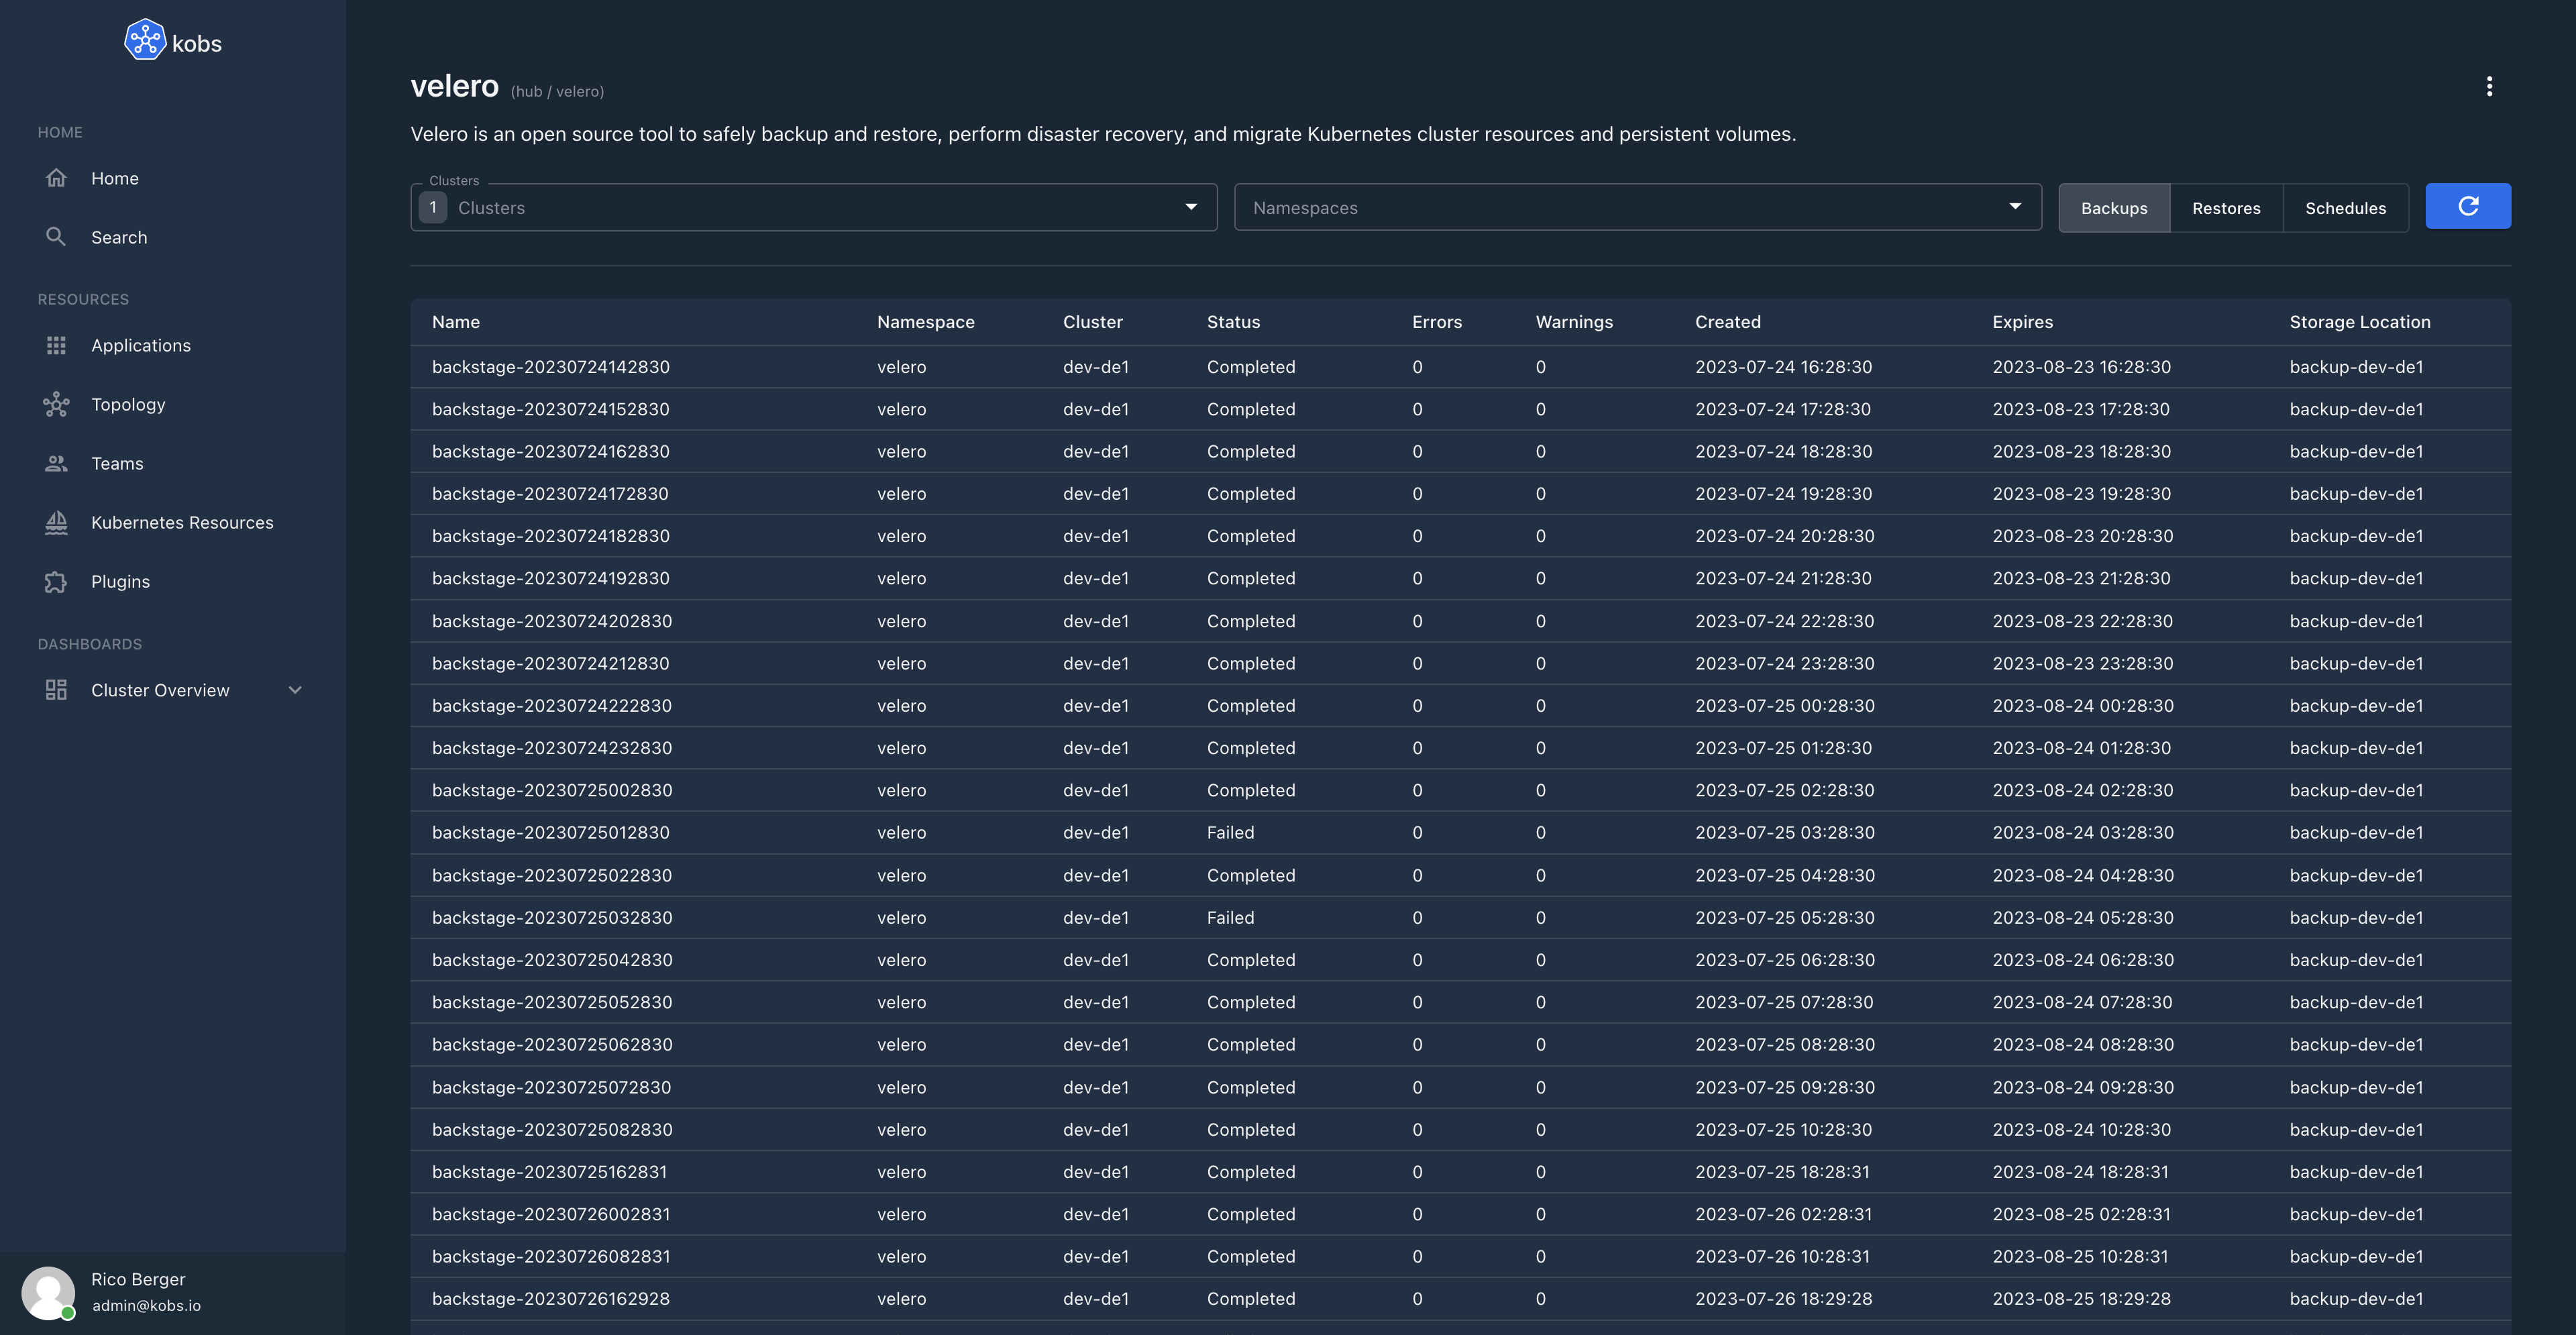 kobs
HOME
Home
Search
RESOURCES
Applications
Topology
Teams
Kubernetes Resources
Plugins
DASHBOARDS
Cluster Overview
Rico Berger
admin@kobs.io
velero (hub / velero)
Velero is an open source tool to safely backup and restore, perform disaster recovery, and migrate Kubernetes cluster resources and persistent volumes.
Clusters
1 Clusters Namespaces Backups Restores Schedules
Name Namespace Cluster Status Errors Warnings Created Expires Storage Location
backstage-20230724142830 velero dev-de1 Completed 0 0 2023-07-24 16:28:30 2023-08-23 16:28:30 backup-dev-de1
backstage-20230724152830 velero dev-de1 Completed 0 0 2023-07-24 17:28:30 2023-08-23 17:28:30 backup-dev-de1
backstage-20230724162830 velero dev-de1 Completed 0 0 2023-07-24 18:28:30 2023-08-23 18:28:30 backup-dev-de1
backstage-20230724172830 velero dev-de1 Completed 0 0 2023-07-24 19:28:30 2023-08-23 19:28:30 backup-dev-de1
backstage-20230724182830 velero dev-de1 Completed 0 0 2023-07-24 20:28:30 2023-08-23 20:28:30 backup-dev-de1
backstage-20230724192830 velero dev-de1 Completed 0 0 2023-07-24 21:28:30 2023-08-23 21:28:30 backup-dev-de1
backstage-20230724202830 velero dev-de1 Completed 0 0 2023-07-24 22:28:30 2023-08-23 22:28:30 backup-dev-de1
backstage-20230724212830 velero dev-de1 Completed 0 0 2023-07-24 23:28:30 2023-08-23 23:28:30 backup-dev-de1
backstage-20230724222830 velero dev-de1 Completed 0 0 2023-07-25 00:28:30 2023-08-24 00:28:30 backup-dev-de1
backstage-20230724232830 velero dev-de1 Completed 0 0 2023-07-25 01:28:30 2023-08-24 01:28:30 backup-dev-de1
backstage-20230725002830 velero dev-de1 Completed 0 0 2023-07-25 02:28:30 2023-08-24 02:28:30 backup-dev-de1
backstage-20230725012830 velero dev-de1 Failed 0 0 2023-07-25 03:28:30 2023-08-24 03:28:30 backup-dev-de1
backstage-20230725022830 velero dev-de1 Completed 0 0 2023-07-25 04:28:30 2023-08-24 04:28:30 backup-dev-de1
backstage-20230725032830 velero dev-de1 Failed 0 0 2023-07-25 05:28:30 2023-08-24 05:28:30 backup-dev-de1
backstage-20230725042830 velero dev-de1 Completed 0 0 2023-07-25 06:28:30 2023-08-24 06:28:30 backup-dev-de1
backstage-20230725052830 velero dev-de1 Completed 0 0 2023-07-25 07:28:30 2023-08-24 07:28:30 backup-dev-de1
backstage-20230725062830 velero dev-de1 Completed 0 0 2023-07-25 08:28:30 2023-08-24 08:28:30 backup-dev-de1
backstage-20230725072830 velero dev-de1 Completed 0 0 2023-07-25 09:28:30 2023-08-24 09:28:30 backup-dev-de1
backstage-20230725082830 velero dev-de1 Completed 0 0 2023-07-25 10:28:30 2023-08-24 10:28:30 backup-dev-de1
backstage-20230725162831 velero dev-de1 Completed 0 0 2023-07-25 18:28:31 2023-08-24 18:28:31 backup-dev-de1
backstage-20230726002831 velero dev-de1 Completed 0 0 2023-07-26 02:28:31 2023-08-25 02:28:31 backup-dev-de1
backstage-20230726082831 velero dev-de1 Completed 0 0 2023-07-26 10:28:31 2023-08-25 10:28:31 backup-dev-de1
backstage-20230726162928 velero dev-de1 Completed 0 0 2023-07-26 18:29:28 2023-08-25 18:29:28 backup-dev-de1